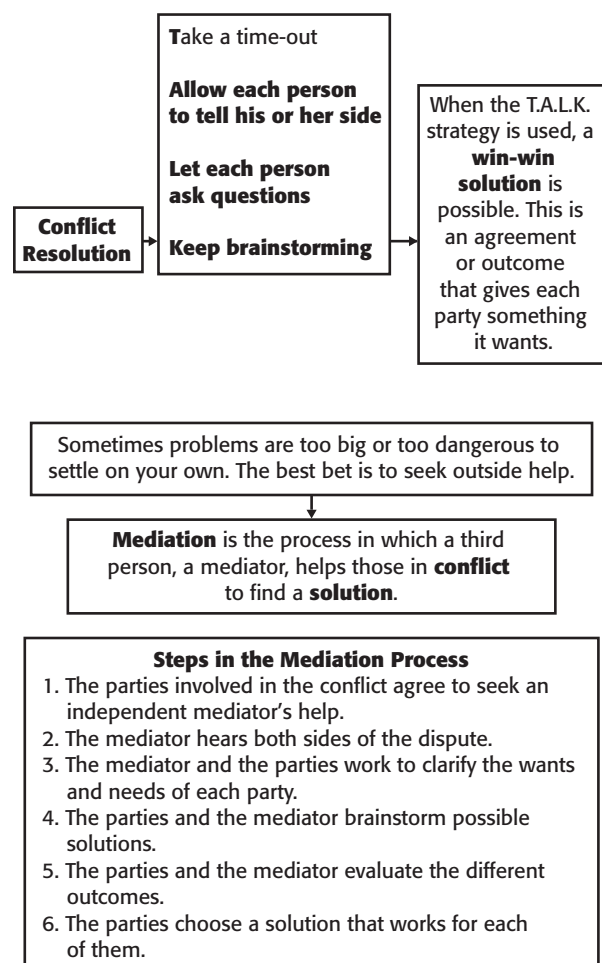 Conflict
Resolution
Take a time-out
Allow each person
to tell his or her side
Let each person
ask questions
Keep brainstorming
When the T.A.L.K.
strategy is used, a
win-win
solution is
possible. This is
an agreement
or outcome
that gives each
party something
it wants.
Sometimes problems are too big or too dangerous to
settle on your own. The best bet is to seek outside help.
Mediation is the process in which a third
person, a mediator, helps those in conflict
to find a solution.
Steps in the Mediation Process
1. The parties involved in the conflict agree to seek an
independent mediator’s help.
2. The mediator hears both sides of the dispute.
3. The mediator and the parties work to clarify the wants
and needs of each party.
4. The parties and the mediator brainstorm possible
solutions.
5. The parties and the mediator evaluate the different
outcomes.
6. The parties choose a solution that works for each
of them.